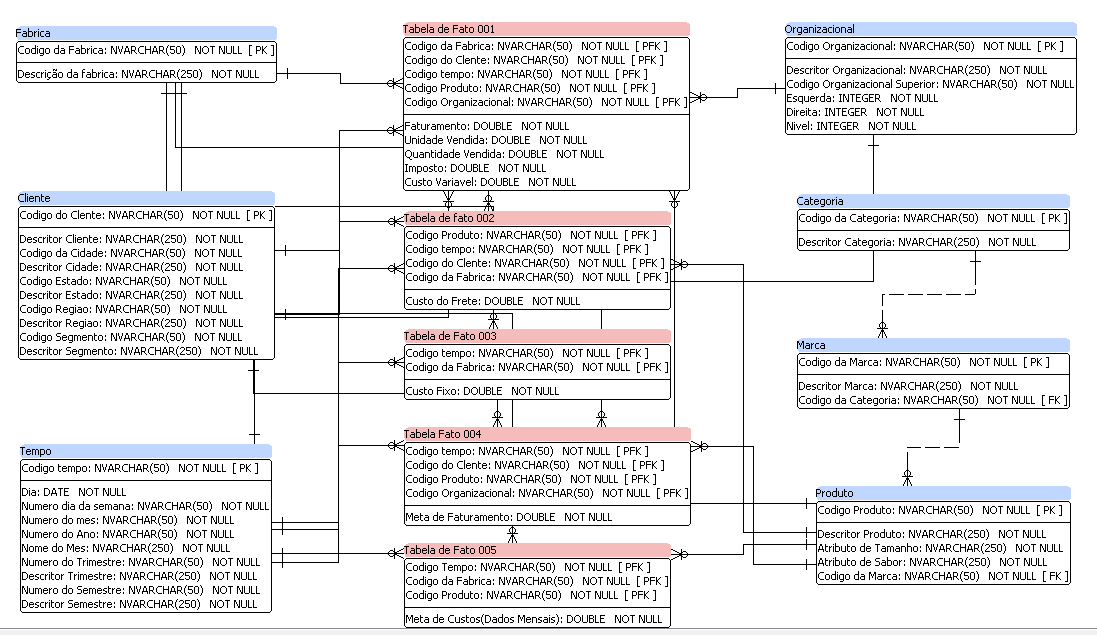 Fabrica
Codigo da Fabrica: NVARCHAR(50) NOT NULL [ PK ]
Descrição da fabrica: NVARCHAR(250) NOT NULL
Tabela de Fato 001
Codigo da Fabrica: NVARCHAR(50) NOT NULL [ PFK ]
Codigo do Cliente: NVARCHAR(50) NOT NULL [ PFK ]
Codigo tempo: NVARCHAR(50) NOT NULL [ PFK ]
Codigo Produto: NVARCHAR(50) NOT NULL [ PFK ]
Codigo Organizacional: NVARCHAR(50) NOT NULL [ PFK ]
Faturamento: DOUBLE NOT NULL
Unidade Vendida: DOUBLE NOT NULL
Quantidade Vendida: DOUBLE NOT NULL
Imposto: DOUBLE NOT NULL
Custo Variavel: DOUBLE NOT NULL
Organizacional
Codigo Organizacional: NVARCHAR(50) NOT NULL [ PK ]
Descritor Organizacional: NVARCHAR(250) NOT NULL
Codigo Organizacional Superior: NVARCHAR(50) NOT NULL
Esquerda: INTEGER NOT NULL
Direita: INTEGER NOT NULL
Nivel: INTEGER NOT NULL
Cliente
Codigo do Cliente: NVARCHAR(50) NOT NULL [ PK ]
Descritor Cliente: NVARCHAR(250) NOT NULL
Codigo da Cidade: NVARCHAR(50) NOT NULL
Descritor Cidade: NVARCHAR(250) NOT NULL
Codigo Estado: NVARCHAR(50) NOT NULL
Descritor Estado: NVARCHAR(250) NOT NULL
Codigo Regiao: NVARCHAR(50) NOT NULL
Descritor Regiao: NVARCHAR(250) NOT NULL
Codigo Segmento: NVARCHAR(50) NOT NULL
Descritor Segmento: NVARCHAR(250) NOT NULL
Tabela de fato 002
Codigo Produto: NVARCHAR(50) NOT NULL [ PFK ]
Codigo tempo: NVARCHAR(50) NOT NULL [ PFK ]
Codigo do Cliente: NVARCHAR(50) NOT NULL [ PFK ]
Codigo da Fabrica: NVARCHAR(50) NOT NULL [ PFK ]
Custo do Frete: DOUBLE NOT NULL
Categoria
Codigo da Categoria: NVARCHAR(50) NOT NULL [ PK ]
Descritor Categoria: NVARCHAR(250) NOT NULL
Tabela de Fato 003
Codigo tempo: NVARCHAR(50) NOT NULL [ PFK ]
Codigo da Fabrica: NVARCHAR(50) NOT NULL [ PFK ]
Custo Fixo: DOUBLE NOT NULL
Marca
Codigo da Marca: NVARCHAR(50) NOT NULL [ PK ]
Descritor Marca: NVARCHAR(250) NOT NULL
Codigo da Categoria: NVARCHAR(50) NOT NULL [ FK ]
Tempo
Codigo tempo: NVARCHAR(50) NOT NULL [ PK ]
Dia: DATE NOT NULL
Numero dia da semana: NVARCHAR(50) NOT NULL
Numero do mes: NVARCHAR(50) NOT NULL
Numero do Ano: NVARCHAR(50) NOT NULL
Nome do Mes: NVARCHAR(250) NOT NULL
Numero do Trimestre: NVARCHAR(50) NOT NULL
Descritor Trimestre: NVARCHAR(250) NOT NULL
Numero do Semestre: NVARCHAR(50) NOT NULL
Descritor Semestre: NVARCHAR(250) NOT NULL
Tabela Fato 004
Codigo tempo: NVARCHAR(50) NOT NULL [ PFK ]
Codigo do Cliente: NVARCHAR(50) NOT NULL [ PFK ]
Codigo Produto: NVARCHAR(50) NOT NULL [ PFK ]
Codigo Organizacional: NVARCHAR(50) NOT NULL [ PFK ]
Meta de Faturamento: DOUBLE NOT NULL
Produto
Codigo Produto: NVARCHAR(50) NOT NULL [ PK ]
Descritor Produto: NVARCHAR(250) NOT NULL
Atributo de Tamanho: NVARCHAR(250) NOT NULL
Atributo de Sabor: NVARCHAR(250) NOT NULL
Codigo da Marca: NVARCHAR(50) NOT NULL [ FK ]
Tabela de Fato 005
Codigo Tempo: NVARCHAR(50) NOT NULL [ PFK ]
Codigo da Fabrica: NVARCHAR(50) NOT NULL [ PFK ]
Codigo Produto: NVARCHAR(50) NOT NULL [ PFK ]
Meta de Custos(Dados Mensais): DOUBLE NOT NULL